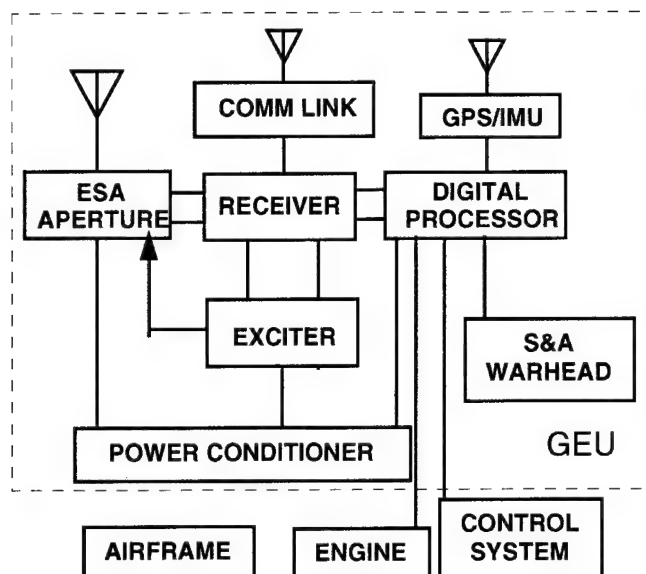 COMM LINK
GPS/IMU
ESA
APERTURE
RECEIVER
DIGITAL
PROCESSOR
EXCITER
S&A
WARHEAD
POWER CONDITIONER
GEU
AIRFRAME
ENGINE
CONTROL
SYSTEM